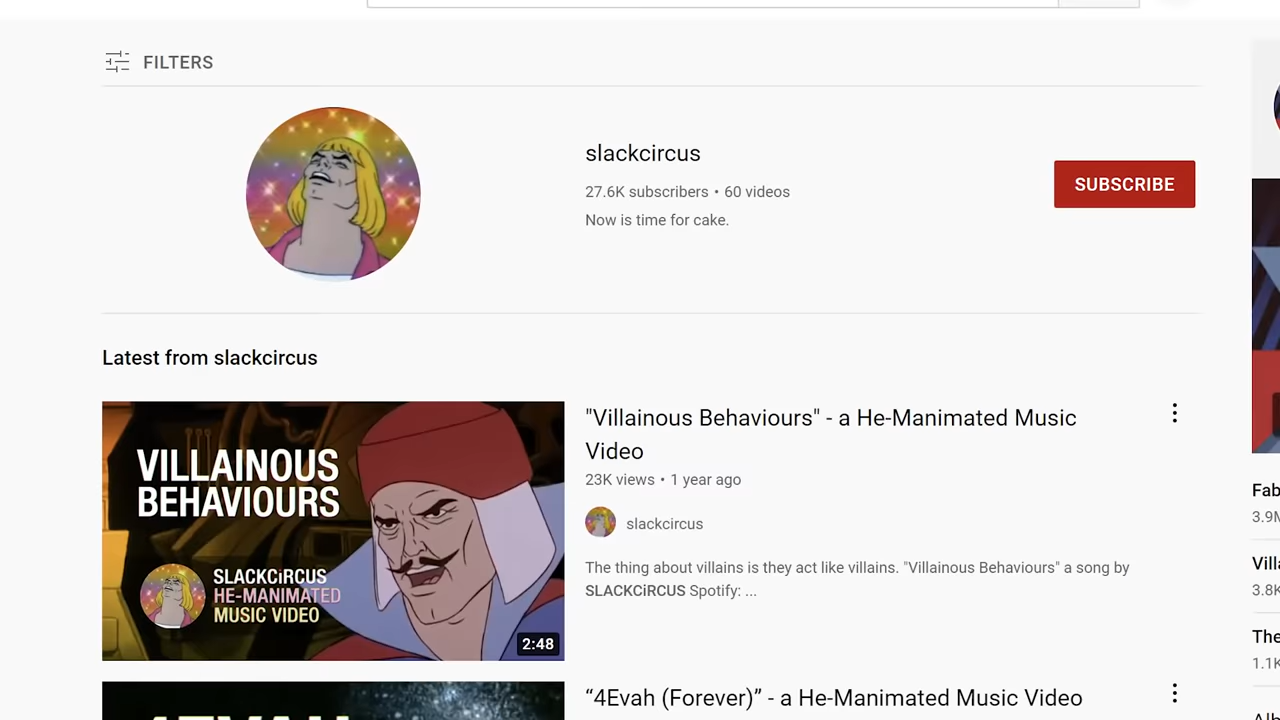 FILTERS
slackcircus
27.6K subscribers • 60 videos
SUBSCRIBE
Now is time for cake.
Latest from slackcircus
VILLAINOUS
BEHAVIOURS
SLACKCiRCUS
HE-MANIMATED
MUSIC VIDEO
2:48
"Villainous Behaviours" - a He-Manimated Music
Video
23K views • 1 year ago
slackcircus
The thing about villains is they act like villains. "Villainous Behaviours" a song by
SLACKCiRCUS Spotify: ...
“4Evah (Forever)” - a He-Manimated Music Video
4EVAH
Fab
3.9M
Villa
3.8K
The
1.1K